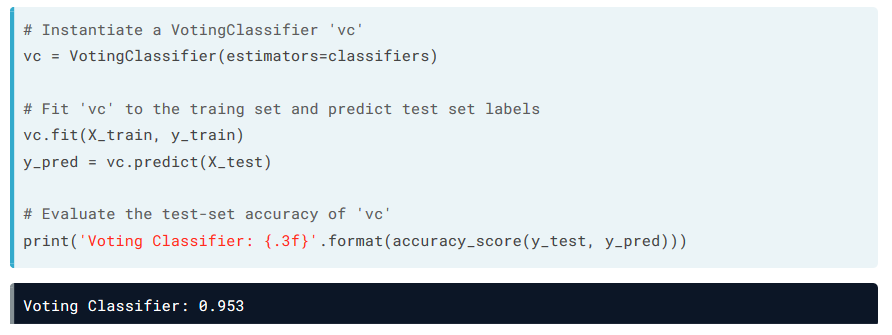 # Instantiate a VotingClassifier 'vc'
vc = VotingClassifier(estimators=classifiers)
# Fit 'vc' to the traing set and predict test set labels
vc.fit(X_train, y_train)
y_pred = vc.predict(X_test)
# Evaluate the test-set accuracy of 'vc'
print('Voting Classifier: {.3f}'.format(accuracy_score(y_test, y_pred)))
Voting Classifier: 0.953